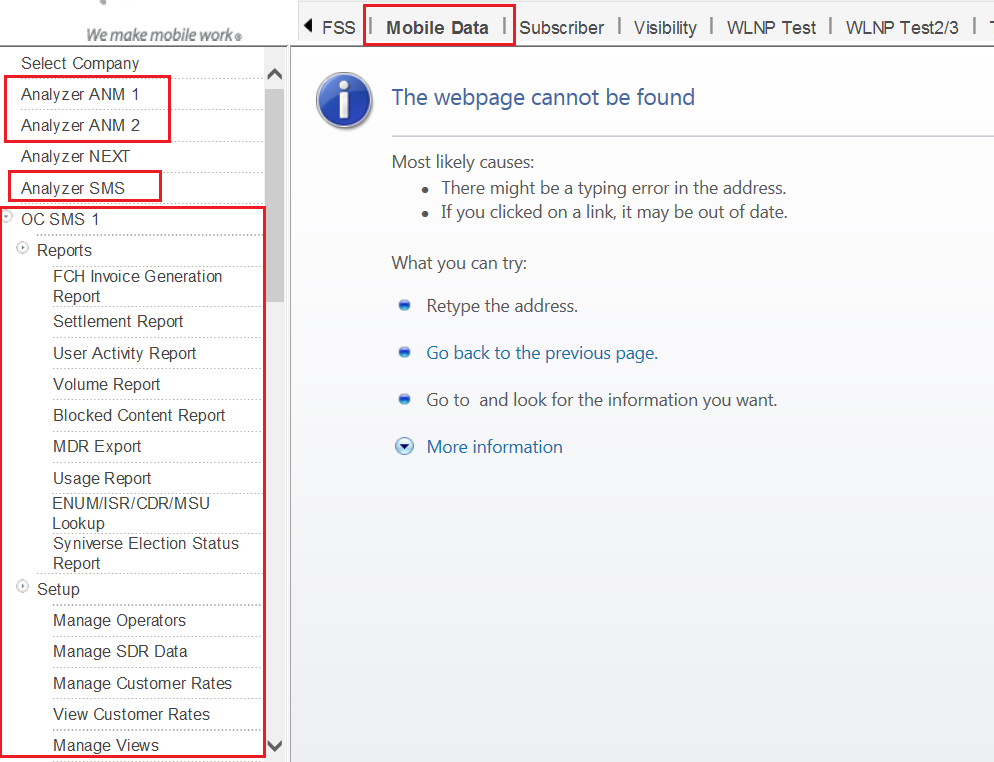 We make mobile work®
FSS | Mobile Data | Subscriber | Visibility | WLNP Test | WLNP Test2/3 |
Select Company
Analyzer ANM 1
Analyzer ANM 2
Analyzer NEXT
Analyzer SMS
OC SMS 1
Reports
FCH Invoice Generation
Report
Settlement Report
User Activity Report
Volume Report
Blocked Content Report
MDR Export
Usage Report
ENUM/ISR/CDR/MSU
Lookup
Syniverse Election Status
Report
Setup
Manage Operators
Manage SDR Data
Manage Customer Rates
View Customer Rates
Manage Views
The webpage cannot be found
Most likely causes:
• There might be a typing error in the address.
• If you clicked on a link, it may be out of date.
What you can try:
Retype the address.
Go back to the previous page.
Go to  and look for the information you want.
More information